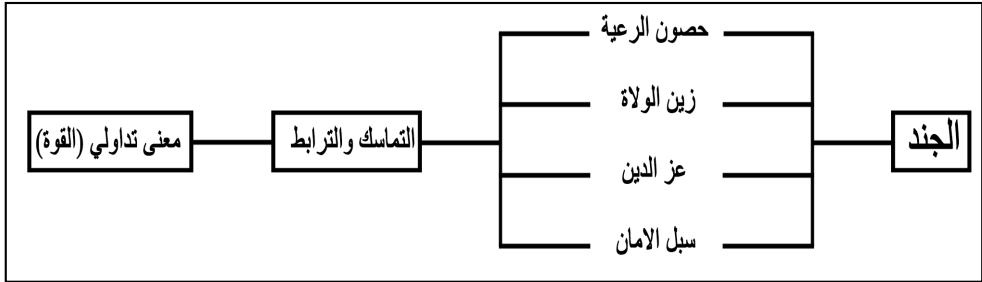 الجند
حصون الرعية
زين الولاة
عز الدين
سبل الامان
التماسك والترابط
معنى تداولي (القوة)